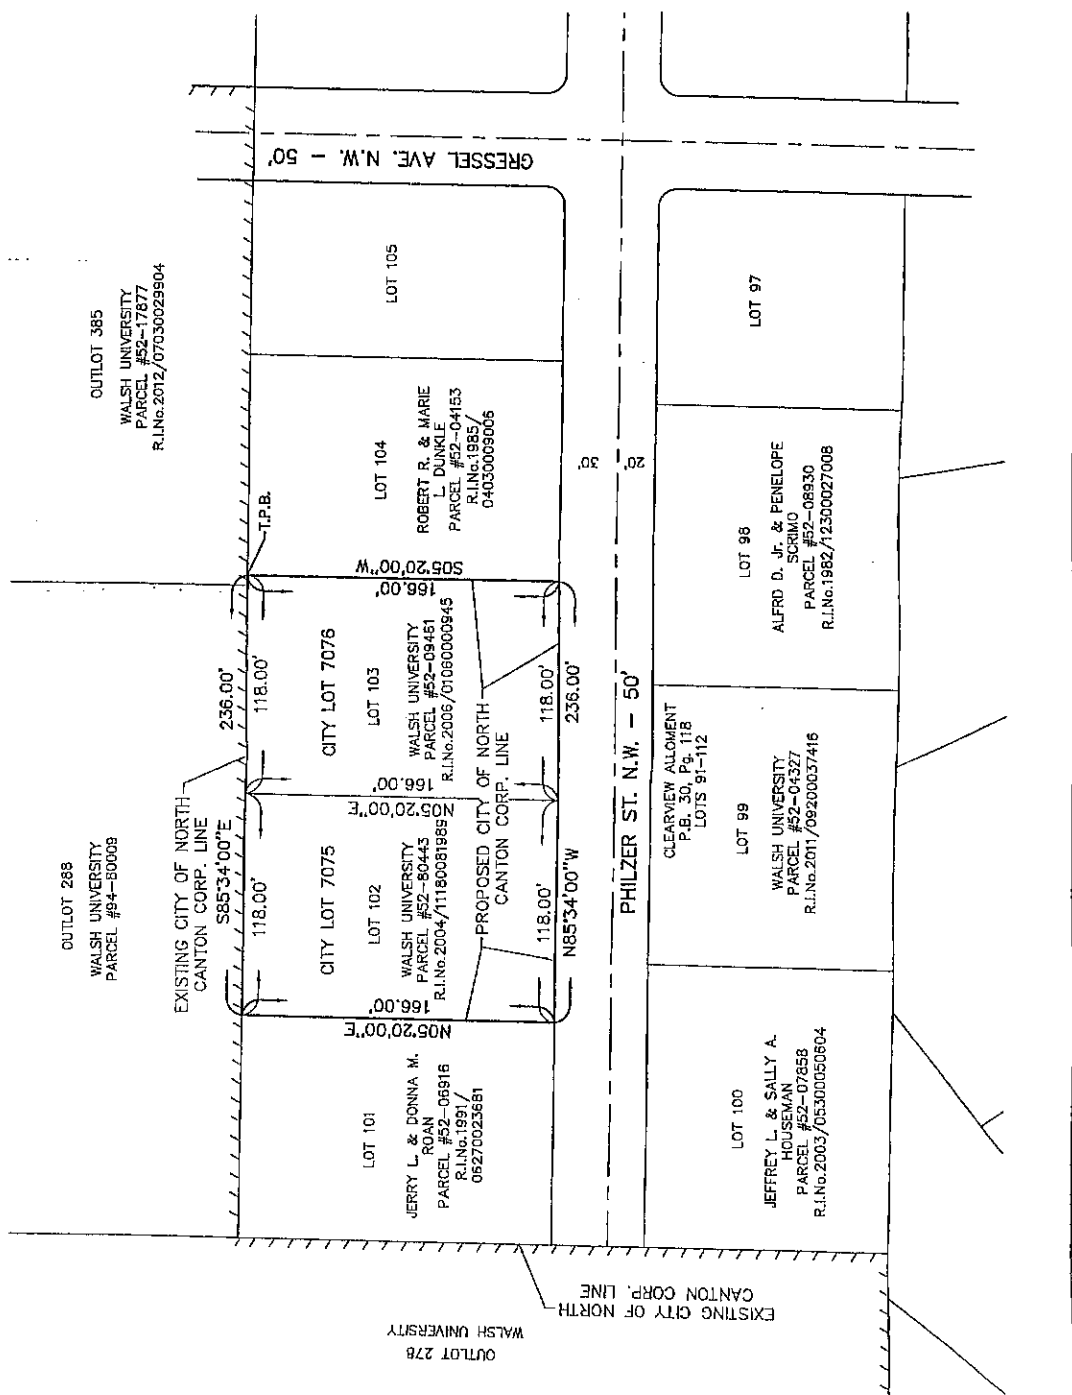 OUTLOT 288
WALSH UNIVERSITY
PARCEL #94-80009
OUTLOT 385
WALSH UNIVERSITY
PARCEL #52-17877
R.I.No.2012/07030029904
EXISTING CITY OF NORTH
CANTON CORP. LINE
S85°34'00"E
236.00'
118.00'
118.00'
T.P.B.
GRESSEL AVE. N.W. - 50'
LOT 101
JERRY L. & DONNA M.
ROAN
PARCEL #52-06916
R.I.No.1991/
06270023681
N05°20'00"E
166.00'
CITY LOT 7075
LOT 102
WALSH UNIVERSITY
PARCEL #52-80443
R.I.No.2004/11180081989
N05°20'00"E
166.00'
CITY LOT 7076
LOT 103
WALSH UNIVERSITY
PARCEL #52-09461
R.I.No.2006/01060000945
S05°20'00"W
166.00'
LOT 104
ROBERT R. & MARIE
L. DUNKLE
PARCEL #52-04153
R.I.No.1985/
04030009006
LOT 105
PROPOSED CITY OF NORTH
CANTON CORP. LINE
118.00'
118.00'
N85°34'00"W
236.00'
PHILZER ST. N.W. - 50'
30'
20'
CLEARVIEW ALLOMENT
P.B. 30, Pg. 118
LOTS 91-112
LOT 100
JEFFREY L. & SALLY A.
HOUSEMAN
PARCEL #52-07858
R.I.No.2003/05300050604
LOT 99
WALSH UNIVERSITY
PARCEL #52-04327
R.I.No.2011/09200037416
LOT 98
ALFRD D. Jr. & PENELOPE
SCRIMO
PARCEL #52-08930
R.I.No.1982/12300027008
LOT 97
EXISTING CITY OF NORTH
CANTON CORP. LINE
OUTLOT 278
WALSH UNIVERSITY